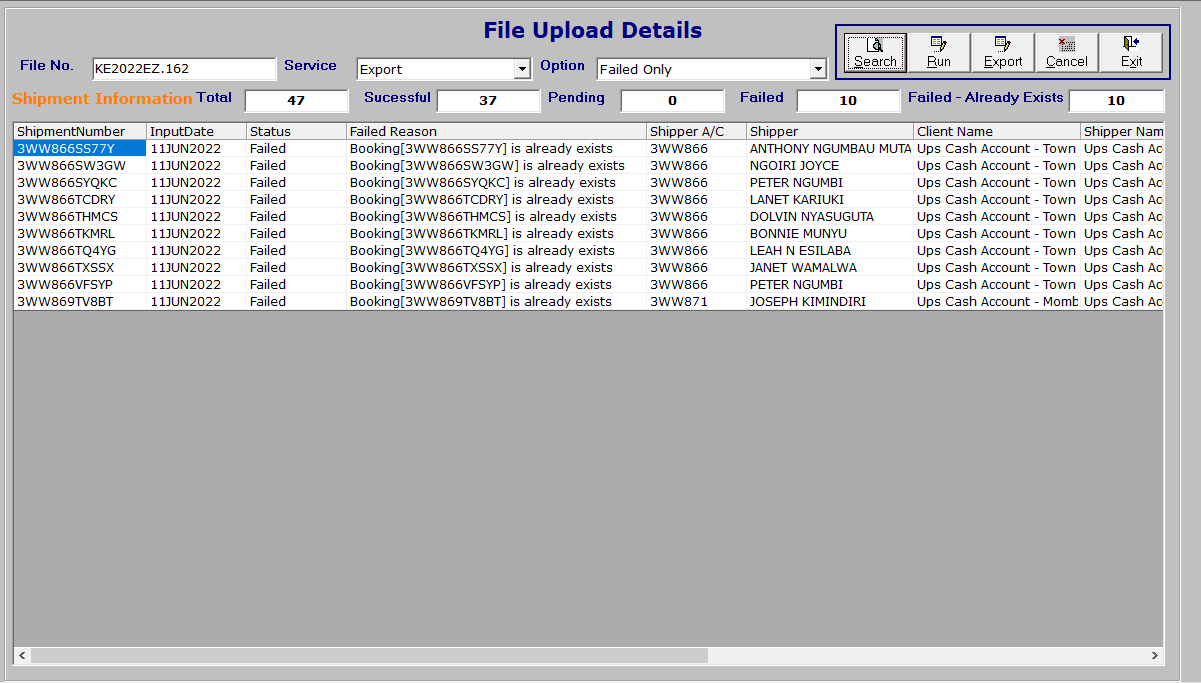 File Upload Details
File No. KE2022EZ.162 Service Export Option Failed Only Search Run Export Cancel Exit
Shipment Information Total 47 Sucessful 37 Pending 0 Failed 10 Failed - Already Exists 10
ShipmentNumber InputDate Status Failed Reason Shipper A/C Shipper Client Name Shipper Nam
3WW866SS77Y 11JUN2022 Failed Booking[3WW866SS77Y] is already exists 3WW866 ANTHONY NGUMBAU MUTA Ups Cash Account - Town Ups Cash Ac
3WW866SW3GW 11JUN2022 Failed Booking[3WW866SW3GW] is already exists 3WW866 NGOIRI JOYCE Ups Cash Account - Town Ups Cash Ac
3WW866SYQKC 11JUN2022 Failed Booking[3WW866SYQKC] is already exists 3WW866 PETER NGUMBI Ups Cash Account - Town Ups Cash Ac
3WW866TCDRY 11JUN2022 Failed Booking[3WW866TCDRY] is already exists 3WW866 LANET KARIUKI Ups Cash Account - Town Ups Cash Ac
3WW866THMCS 11JUN2022 Failed Booking[3WW866THMCS] is already exists 3WW866 DOLVIN NYASUGUTA Ups Cash Account - Town Ups Cash Ac
3WW866TKMRL 11JUN2022 Failed Booking[3WW866TKMRL] is already exists 3WW866 BONNIE MUNYU Ups Cash Account - Town Ups Cash Ac
3WW866TQ4YG 11JUN2022 Failed Booking[3WW866TQ4YG] is already exists 3WW866 LEAH N ESILABA Ups Cash Account - Town Ups Cash Ac
3WW866TXSSX 11JUN2022 Failed Booking[3WW866TXSSX] is already exists 3WW866 JANET WAMALWA Ups Cash Account - Town Ups Cash Ac
3WW866VFSYP 11JUN2022 Failed Booking[3WW866VFSYP] is already exists 3WW866 PETER NGUMBI Ups Cash Account - Town Ups Cash Ac
3WW869TV8BT 11JUN2022 Failed Booking[3WW869TV8BT] is already exists 3WW871 JOSEPH KIMINDIRI Ups Cash Account - Momb Ups Cash Ac